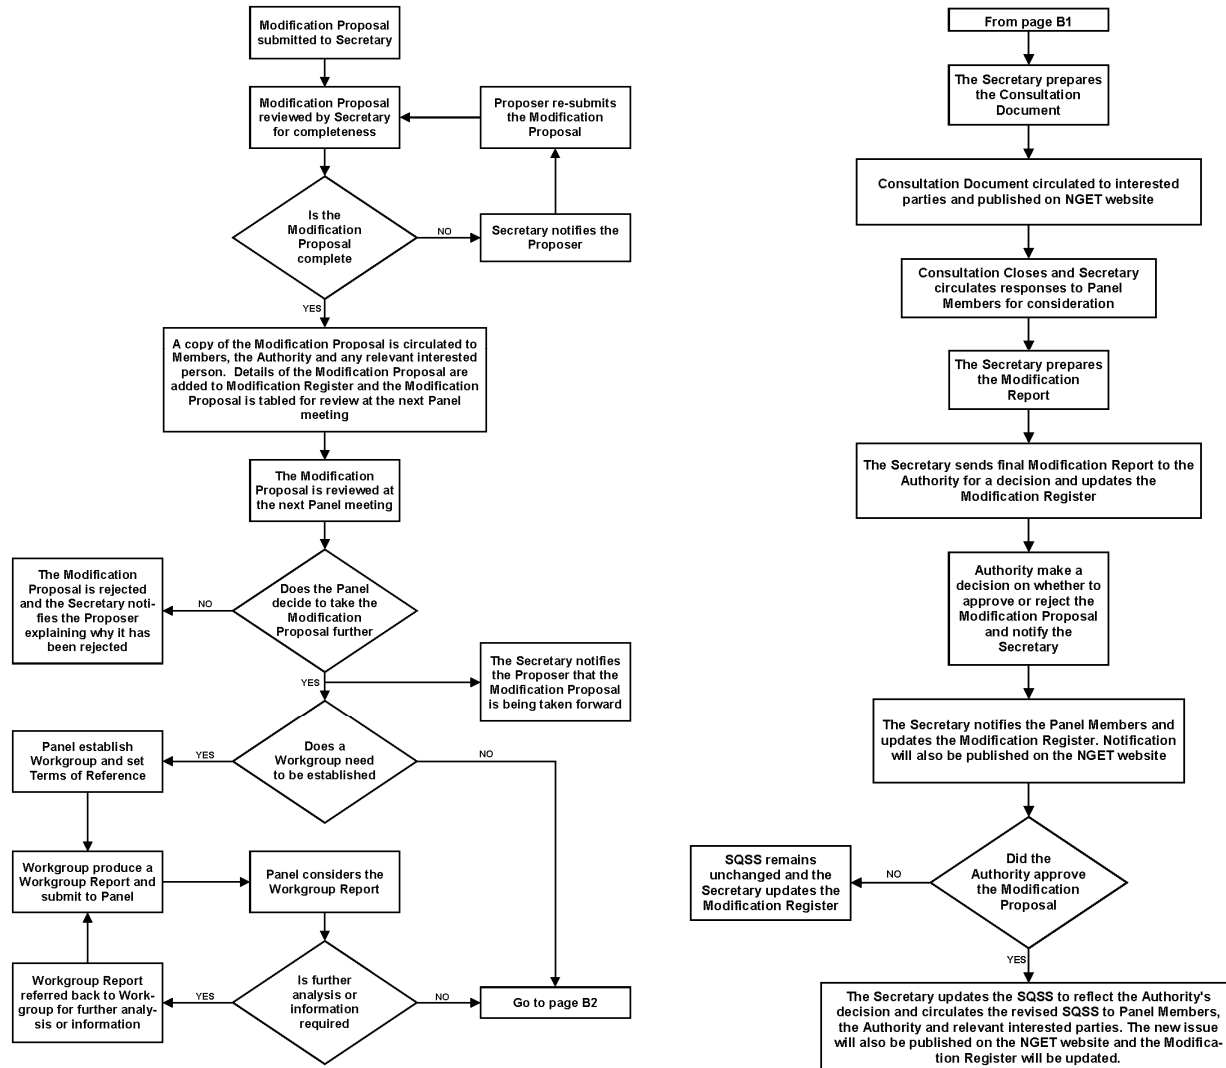 Modification Proposal
submitted to Secretary
Modification Proposal
reviewed by Secretary
for completeness
Proposer re-submits
the Modification
Proposal
Is the
Modification
Proposal
complete
NO
Secretary notifies the
Proposer
YES
A copy of the Modification Proposal is circulated to
Members, the Authority and any relevant interested
person. Details of the Modification Proposal are
added to Modification Register and the Modification
Proposal is tabled for review at the next Panel
meeting
The Modification
Proposal is reviewed at
the next Panel meeting
Does the Panel
decide to take the
Modification
Proposal further
NO
The Modification
Proposal is rejected
and the Secretary noti-
fies the Proposer
explaining why it has
been rejected
YES
The Secretary notifies
the Proposer that the
Modification Proposal
is being taken forward
Does a
Workgroup need
to be established
YES
NO
Panel establish
Workgroup and set
Terms of Reference
Workgroup produce a
Workgroup Report and
submit to Panel
Panel considers the
Workgroup Report
Is further
analysis or
information
required
YES
NO
Workgroup Report
referred back to Work-
group for further analy-
sis or information
Go to page B2
From page B1
The Secretary prepares
the Consultation
Document
Consultation Document circulated to interested
parties and published on NGET website
Consultation Closes and Secretary
circulates responses to Panel
Members for consideration
The Secretary prepares
the Modification
Report
The Secretary sends final Modification Report to the
Authority for a decision and updates the
Modification Register
Authority make a
decision on whether to
approve or reject the
Modification Proposal
and notify the
Secretary
The Secretary notifies the Panel Members and
updates the Modification Register. Notification
will also be published on the NGET website
Did the
Authority approve
the Modification
Proposal
NO
SQSS remains
unchanged and the
Secretary updates the
Modification Register
YES
The Secretary updates the SQSS to reflect the Authority's
decision and circulates the revised SQSS to Panel Members,
the Authority and relevant interested parties. The new issue
will also be published on the NGET website and the Modifica-
tion Register will be updated.